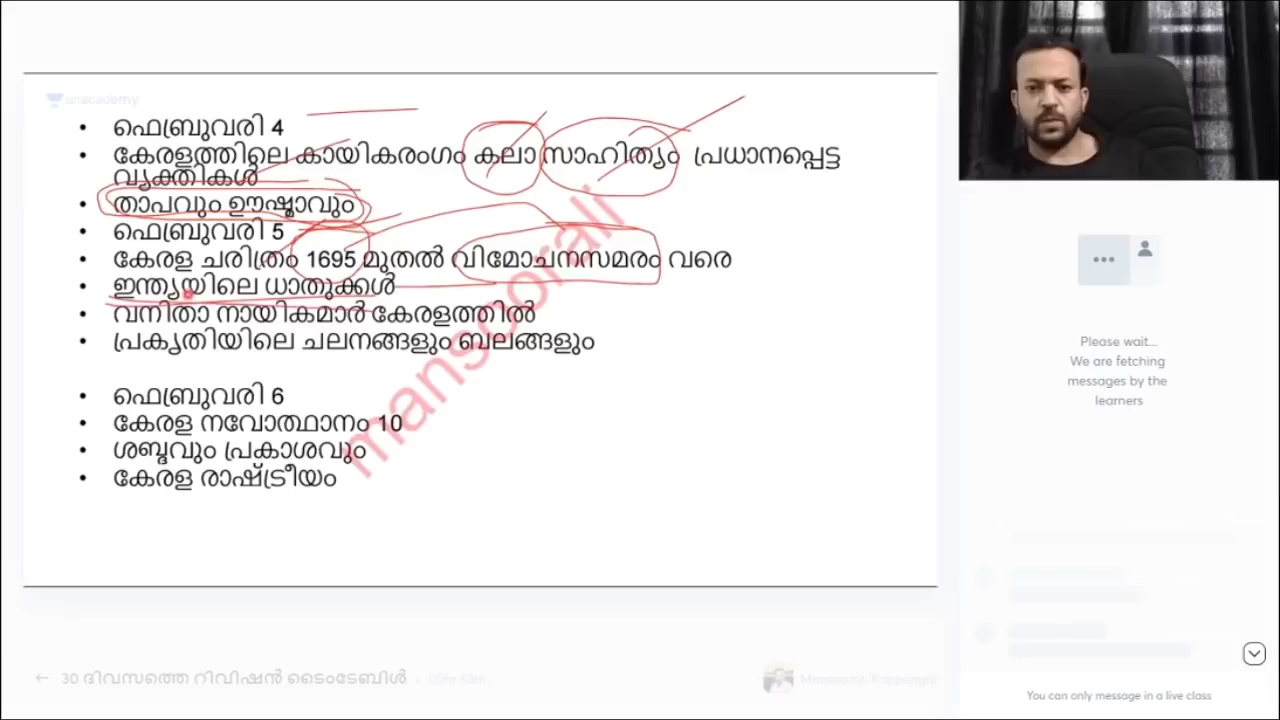 unacademy
ഫെബ്രുവരി 4
കേരളത്തിലെ കായികരംഗം കലാ സാഹിത്യം പ്രധാനപ്പെട്ട
വ്യക്തികൾ
താപവും ഊഷ്മാവും
ഫെബ്രുവരി 5
കേരള ചരിത്രം 1695 മുതൽ വിമോചനസമരം വരെ
ഇന്ത്യയിലെ ധാതുക്കൾ
വനിതാ നായികമാർ കേരളത്തിൽ
പ്രകൃതിയിലെ ചലനങ്ങളും ബലങ്ങളും
ഫെബ്രുവരി 6
കേരള നവോത്ഥാനം 10
ശബ്ദവും പ്രകാശവും
കേരള രാഷ്ട്രീയം
mansoorali
Please wait...
We are fetching
messages by the
learners
30 ദിവസത്തെ റിവിഷൻ ടൈംടേബിൾ
You can only message in a live class